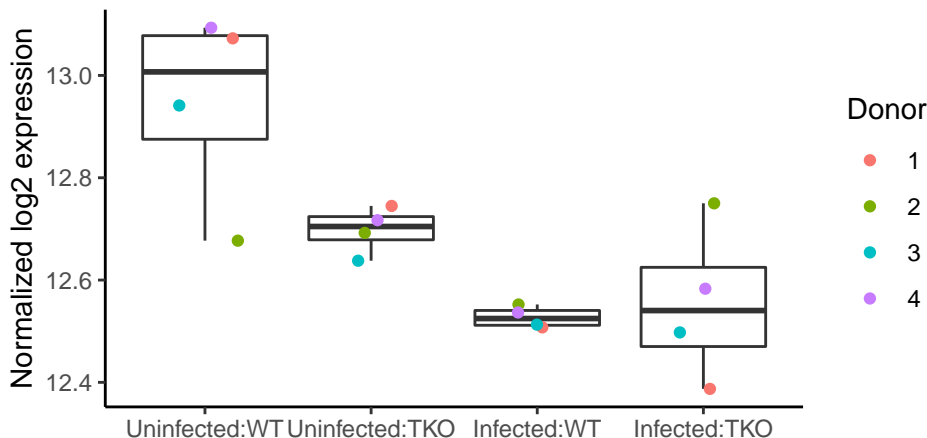 Normalized log2 expression
13.0
12.8
12.6
12.4
Uninfected:WT
Uninfected:TKO
Infected:WT
Infected:TKO
Donor
1
2
3
4